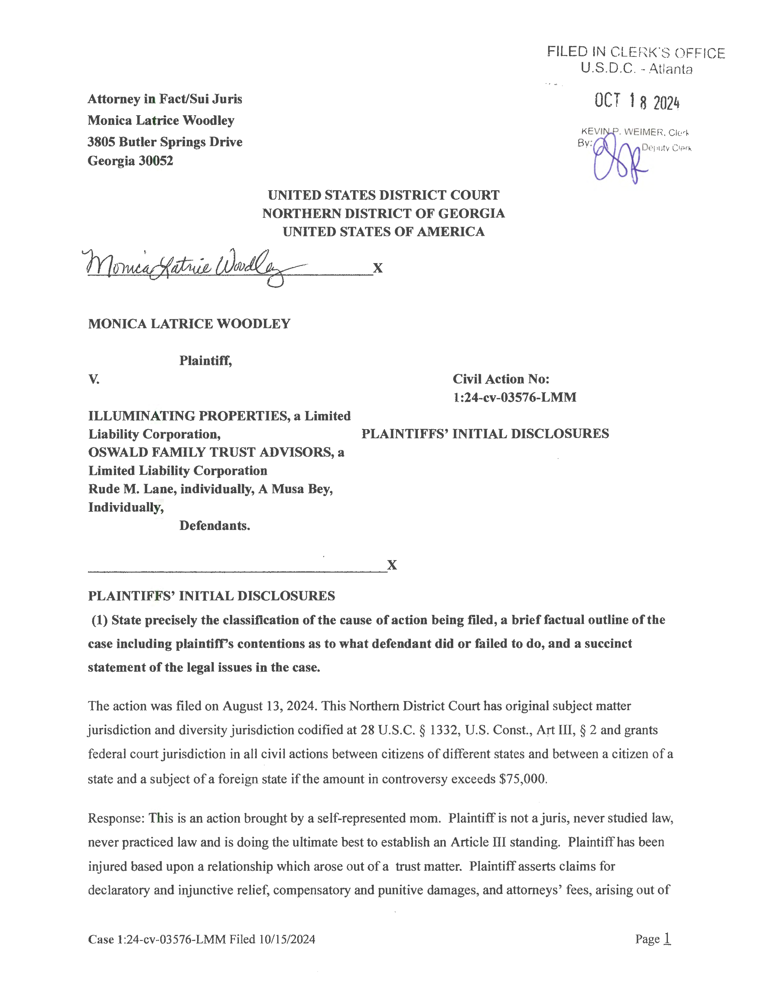 FILED IN CLERK'S OFFICE
U.S.D.C. - Atlanta
OCT 18 2024
KEVIN P. WEIMER, Clerk
By:
Deputy Clerk
Attorney in Fact/Sui Juris
Monica Latrice Woodley
3805 Butler Springs Drive
Georgia 30052
UNITED STATES DISTRICT COURT
NORTHERN DISTRICT OF GEORGIA
UNITED STATES OF AMERICA
Monica Latrice Woodley X
MONICA LATRICE WOODLEY
Plaintiff,
V.
Civil Action No:
1:24-cv-03576-LMM
ILLUMINATING PROPERTIES, a Limited
Liability Corporation,
PLAINTIFFS' INITIAL DISCLOSURES
OSWALD FAMILY TRUST ADVISORS, a
Limited Liability Corporation
Rude M. Lane, individually, A Musa Bey,
Individually,
Defendants.
X
PLAINTIFFS' INITIAL DISCLOSURES
(1) State precisely the classification of the cause of action being filed, a brief factual outline of the
case including plaintiff's contentions as to what defendant did or failed to do, and a succinct
statement of the legal issues in the case.
The action was filed on August 13, 2024. This Northern District Court has original subject matter
jurisdiction and diversity jurisdiction codified at 28 U.S.C. § 1332, U.S. Const., Art III, § 2 and grants
federal court jurisdiction in all civil actions between citizens of different states and between a citizen of a
state and a subject of a foreign state if the amount in controversy exceeds $75,000.
Response: This is an action brought by a self-represented mom. Plaintiff is not a juris, never studied law,
never practiced law and is doing the ultimate best to establish an Article III standing. Plaintiff has been
injured based upon a relationship which arose out of a trust matter. Plaintiff asserts claims for
declaratory and injunctive relief, compensatory and punitive damages, and attorneys' fees, arising out of
Case 1:24-cv-03576-LMM Filed 10/15/2024
Page 1